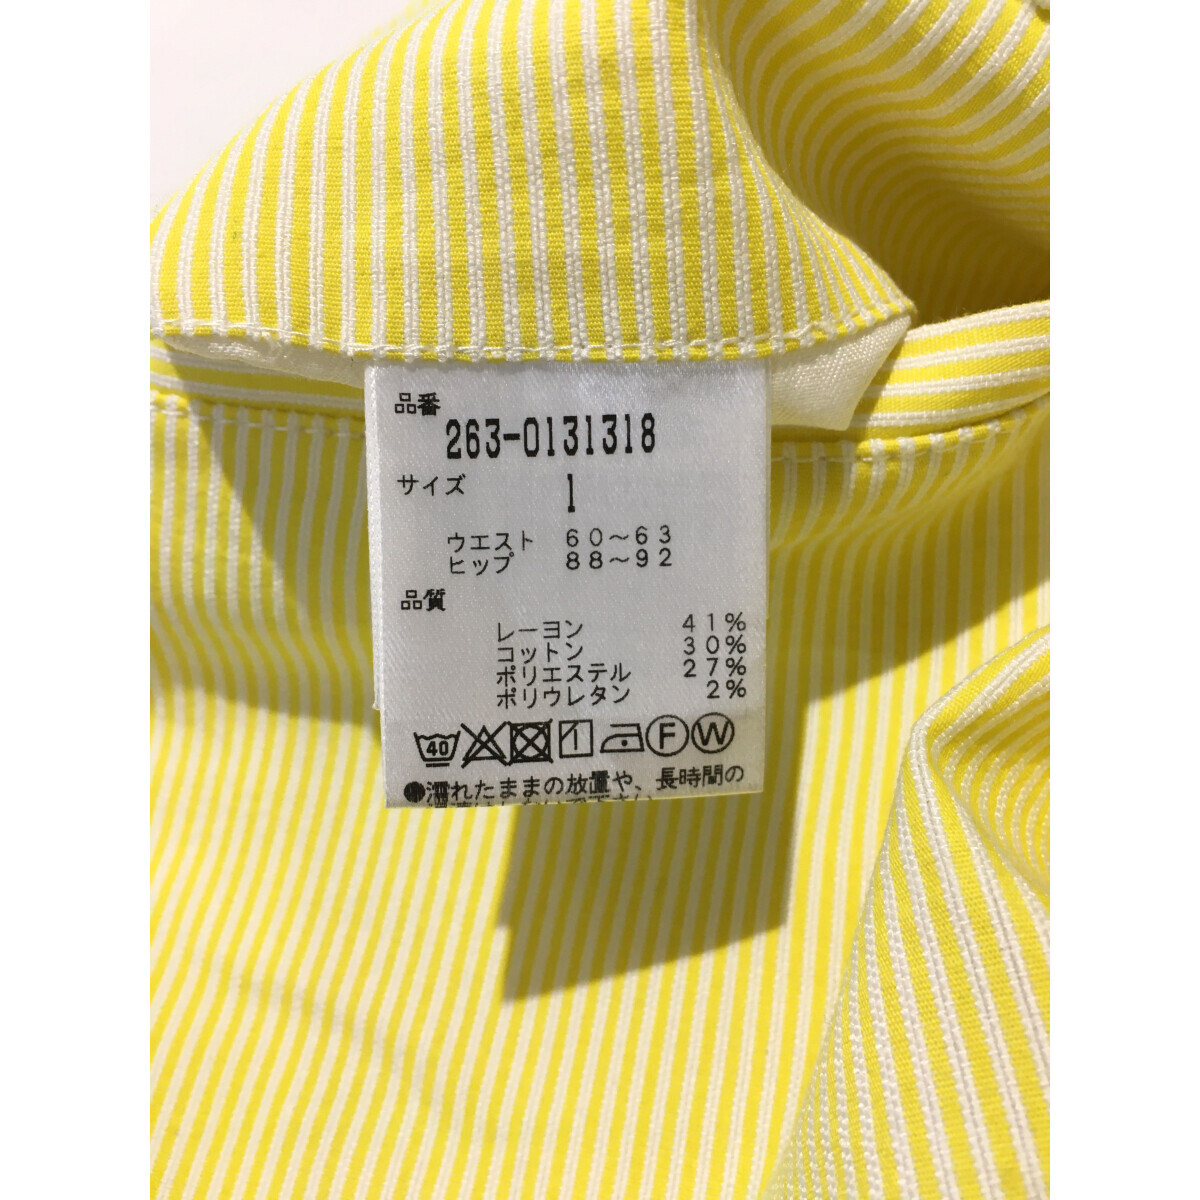 品番
263-0131318
サイズ 1
ウエスト 60~63
ヒップ 88~92
品質
レーヨン 41%
コットン 30%
ポリエステル 27%
ポリウレタン 2%
40 F W
●濡れたままの放置や、長時間の